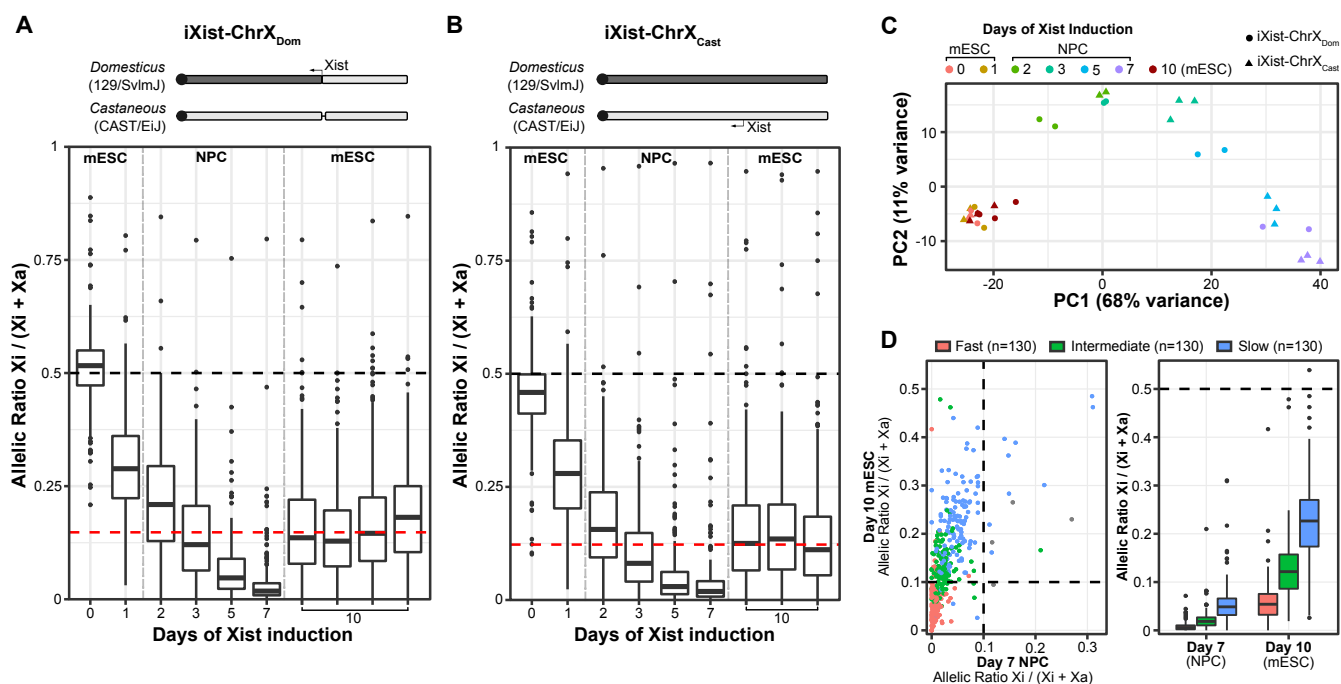 A
iXist-ChrXDom
Xist
Domesticus
(129/SvImJ)
Castaneous
(CAST/EiJ)
mESC NPC mESC
1
0.75
0.5
0.25
0
Allelic Ratio Xi / (Xi + Xa)
0 1 2 3 5 7 10
Days of Xist induction
B
iXist-ChrXCast
Domesticus
(129/SvImJ)
Castaneous
(CAST/EiJ)
Xist
mESC NPC mESC
1
0.75
0.5
0.25
0
Allelic Ratio Xi / (Xi + Xa)
0 1 2 3 5 7 10
Days of Xist induction
C
Days of Xist Induction
mESC NPC
0 1 2 3 5 7 10 (mESC)
iXist-ChrXDom
iXist-ChrXCast
10
0
-10
PC2 (11% variance)
-20 0 20 40
PC1 (68% variance)
D
Fast (n=130) Intermediate (n=130) Slow (n=130)
0.5
0.4
0.3
0.2
0.1
0
Day 10 mESC
Allelic Ratio Xi / (Xi + Xa)
0 0.1 0.2 0.3
Day 7 NPC
Allelic Ratio Xi / (Xi + Xa)
0.5
0.4
0.3
0.2
0.1
0
Allelic Ratio Xi / (Xi + Xa)
Day 7 Day 10
(NPC) (mESC)